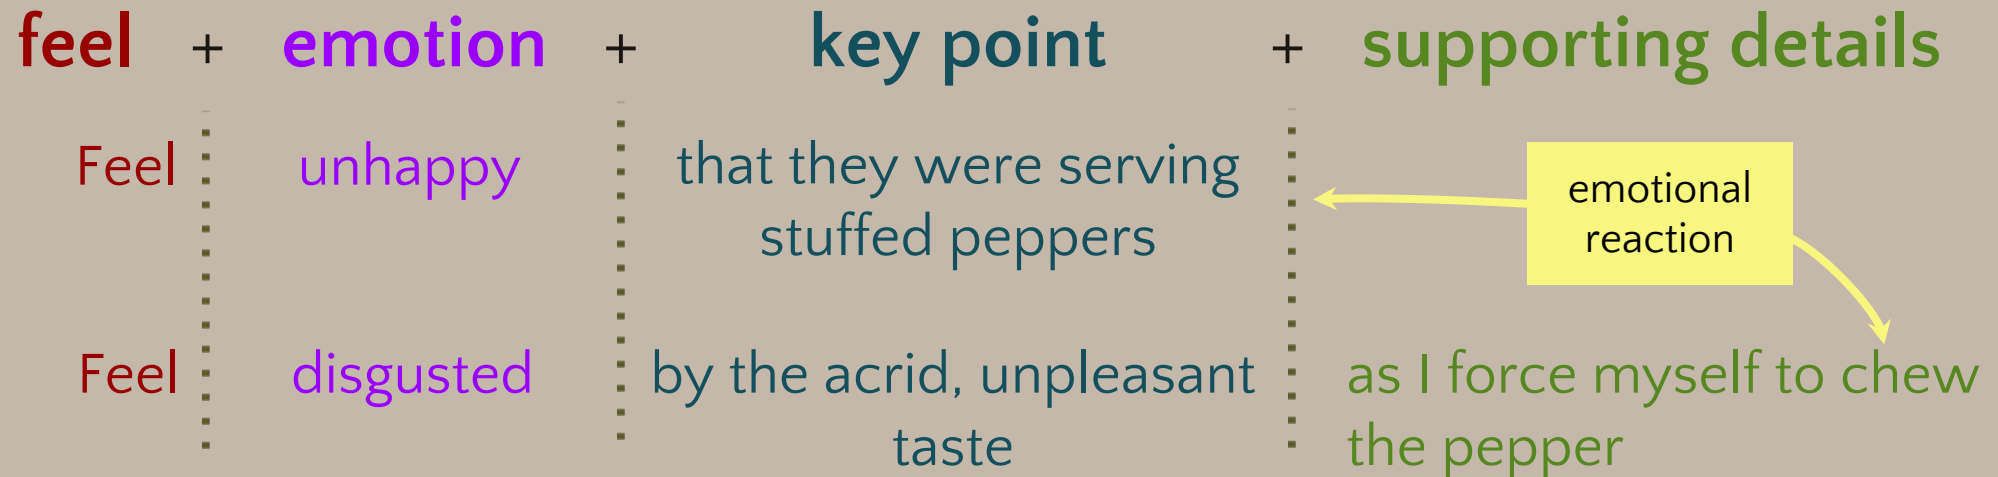 feel + emotion + key point + supporting details
Feel unhappy that they were serving
stuffed peppers
emotional
reaction
Feel disgusted by the acrid, unpleasant as I force myself to chew
taste the pepper